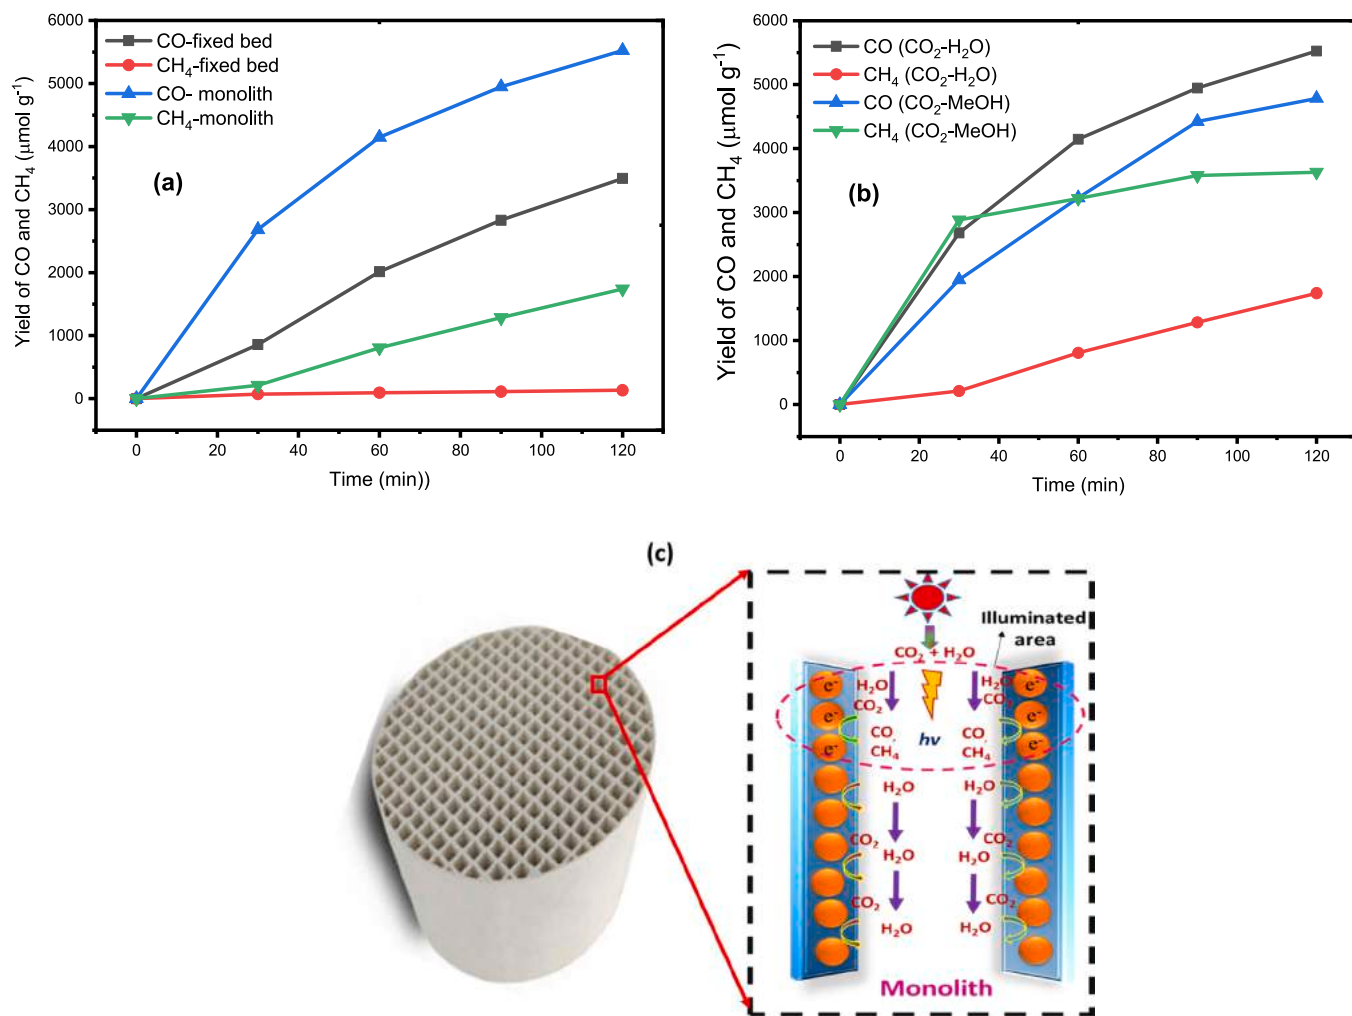 6000
5000
4000
3000
2000
1000
0
Yield of CO and CH4 (μmol g-1)
CO-fixed bed
CH4-fixed bed
CO- monolith
CH4-monolith
(a)
0 20 40 60 80 100 120
Time (min))
6000
5000
4000
3000
2000
1000
0
Yield of CO and CH4 (μmol g-1)
CO (CO2-H2O)
CH4 (CO2-H2O)
CO (CO2-MeOH)
CH4 (CO2-MeOH)
(b)
0 20 40 60 80 100 120
Time (min)
(c)
Illuminated
area
CO2 + H2O
e- H2O H2O e-
e- CO2 CO2 e-
e- CO, CH4 hv CO, CH4 e-
H2O H2O
CO2 CO2
H2O H2O
CO2 CO2
H2O H2O
Monolith